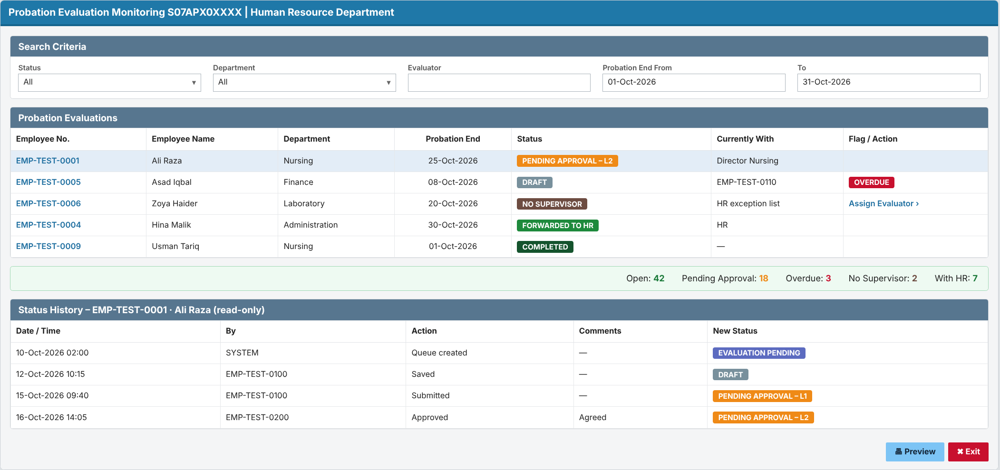 Probation Evaluation Monitoring S07APX0XXXX | Human Resource Department
Search Criteria
Status Department Evaluator Probation End From To
All ▾ All ▾ 01-Oct-2026 31-Oct-2026
Probation Evaluations
Employee No. Employee Name Department Probation End Status Currently With Flag / Action
EMP-TEST-0001 Ali Raza Nursing 25-Oct-2026 PENDING APPROVAL – L2 Director Nursing
EMP-TEST-0005 Asad Iqbal Finance 08-Oct-2026 DRAFT EMP-TEST-0110 OVERDUE
EMP-TEST-0006 Zoya Haider Laboratory 20-Oct-2026 NO SUPERVISOR HR exception list Assign Evaluator ›
EMP-TEST-0004 Hina Malik Administration 30-Oct-2026 FORWARDED TO HR HR
EMP-TEST-0009 Usman Tariq Nursing 01-Oct-2026 COMPLETED —
Open: 42 Pending Approval: 18 Overdue: 3 No Supervisor: 2 With HR: 7
Status History – EMP-TEST-0001 · Ali Raza (read-only)
Date / Time By Action Comments New Status
10-Oct-2026 02:00 SYSTEM Queue created — EVALUATION PENDING
12-Oct-2026 10:15 EMP-TEST-0100 Saved — DRAFT
15-Oct-2026 09:40 EMP-TEST-0100 Submitted — PENDING APPROVAL – L1
16-Oct-2026 14:05 EMP-TEST-0200 Approved Agreed PENDING APPROVAL – L2
🖶 Preview ✖ Exit